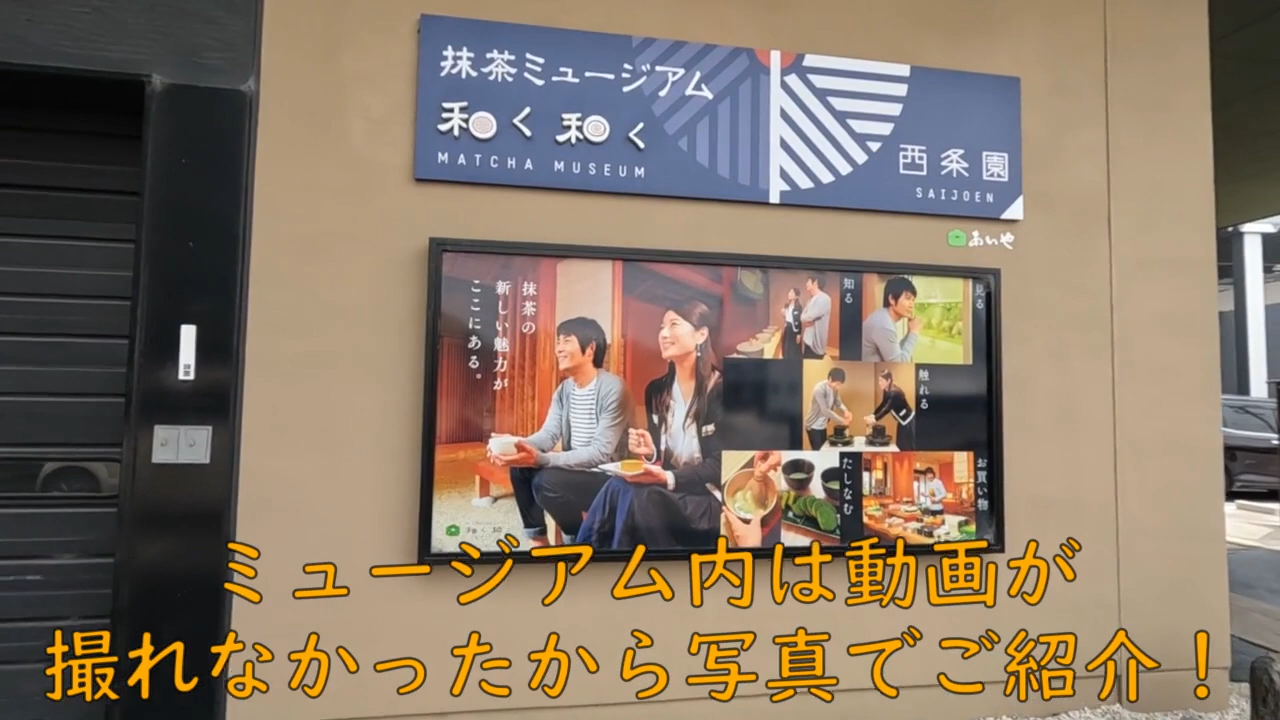 抹茶ミュージアム
和く和く
MATCHA MUSEUM
西条園
SAIJOEN
あいや
抹茶の
新しい魅力が
ここにある。
知る
見る
触れる
たしなむ
お買い物
和く和
ミュージアム内は動画が
撮れなかったから写真でご紹介！